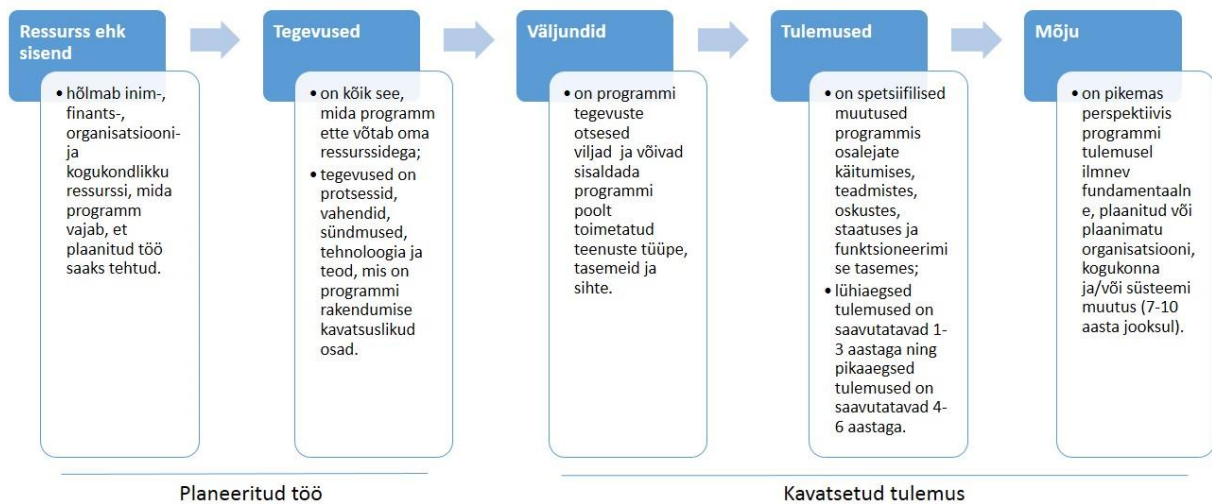 Ressurss ehk
sisend
• hõlmab inim-,
finants-,
organisatsiooni-
ja
kogukondlikku
ressurssi, mida
programm
vajab, et
plaanitud töö
saaks tehtud.
Tegevused
• on kõik see,
mida programm
ette võtab oma
ressurssidega;
• tegevused on
protsessid,
vahendid,
sündmused,
tehnoloogia ja
teod, mis on
programmi
rakendumise
kavatsuslikud
osad.
Väljundid
• on programmi
tegevuste
otsesed
viljad ja võivad
sisaldada
programmi
poolt
toimetatud
teenuste tüüpe,
tasemeid ja
sihte.
Tulemused
• on spetsiifilised
muutused
programmis
osalejate
käitumises,
teadmistes,
oskustes,
staatuses ja
funktsioneerimi
se tasemes;
• lühiaegsed
tulemused on
saavutatavad 1-
3 aastaga ning
pikaaegsed
tulemused on
saavutatavad 4-
6 aastaga.
Mõju
• on pikemas
perspektiivis
programmi
tulemusel
ilmnev
fundamentaaln
e, plaanitud või
plaanimatu
organisatsiooni,
kogukonna
ja/või süsteemi
muutus (7-10
aasta jooksul).
Planeeritud töö
Kavatsetud tulemus